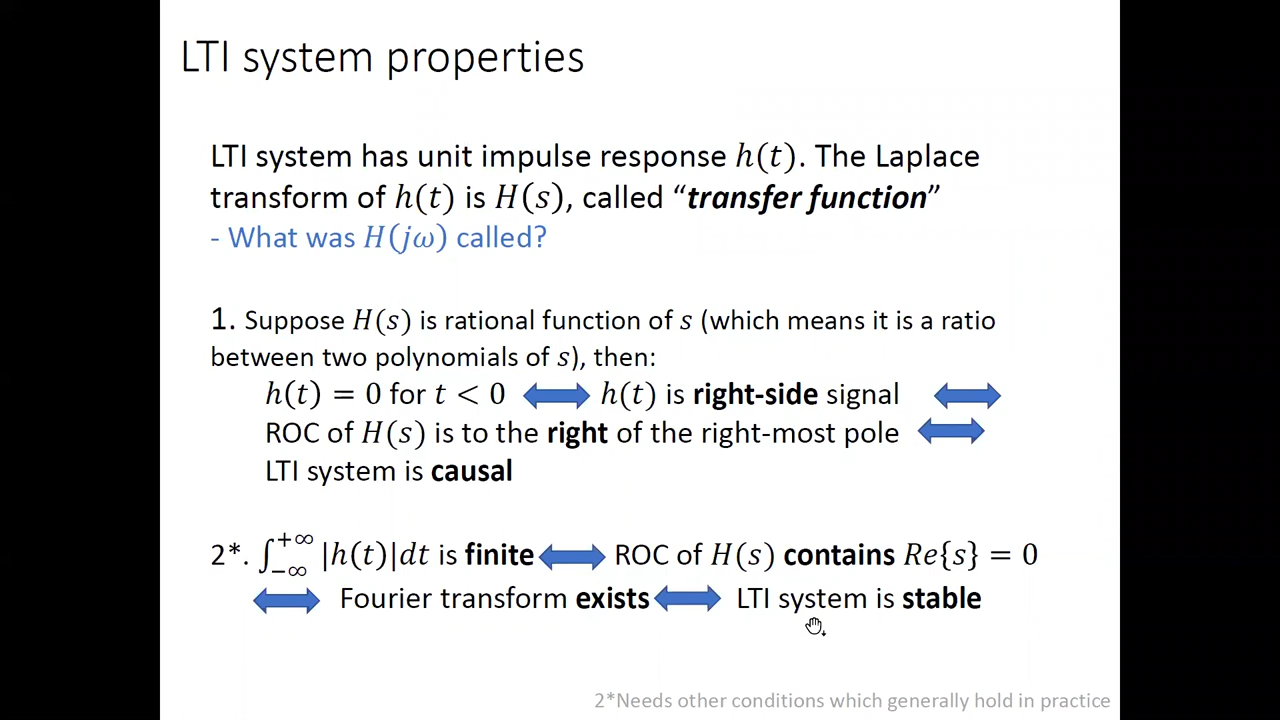 LTI system properties
LTI system has unit impulse response h(t). The Laplace
transform of h(t) is H(s), called “transfer function”
- What was H(jω) called?
1. Suppose H(s) is rational function of s (which means it is a ratio
between two polynomials of s), then:
h(t) = 0 for t < 0 ⟺ h(t) is right-side signal ⟺
ROC of H(s) is to the right of the right-most pole ⟺
LTI system is causal
2*. ∫_{−∞}^{+∞} |h(t)|dt is finite ⟺ ROC of H(s) contains Re{s} = 0
⟺ Fourier transform exists ⟺ LTI system is stable
2*Needs other conditions which generally hold in practice